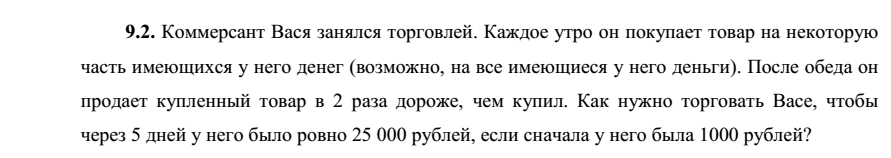 9.2. Коммерсант Вася занялся торговлей. Каждое утро он покупает товар на некоторую
часть имеющихся у него денег (возможно, на все имеющиеся у него деньги). После обеда он
продает купленный товар в 2 раза дороже, чем купил. Как нужно торговать Васе, чтобы
через 5 дней у него было ровно 25 000 рублей, если сначала у него была 1000 рублей?